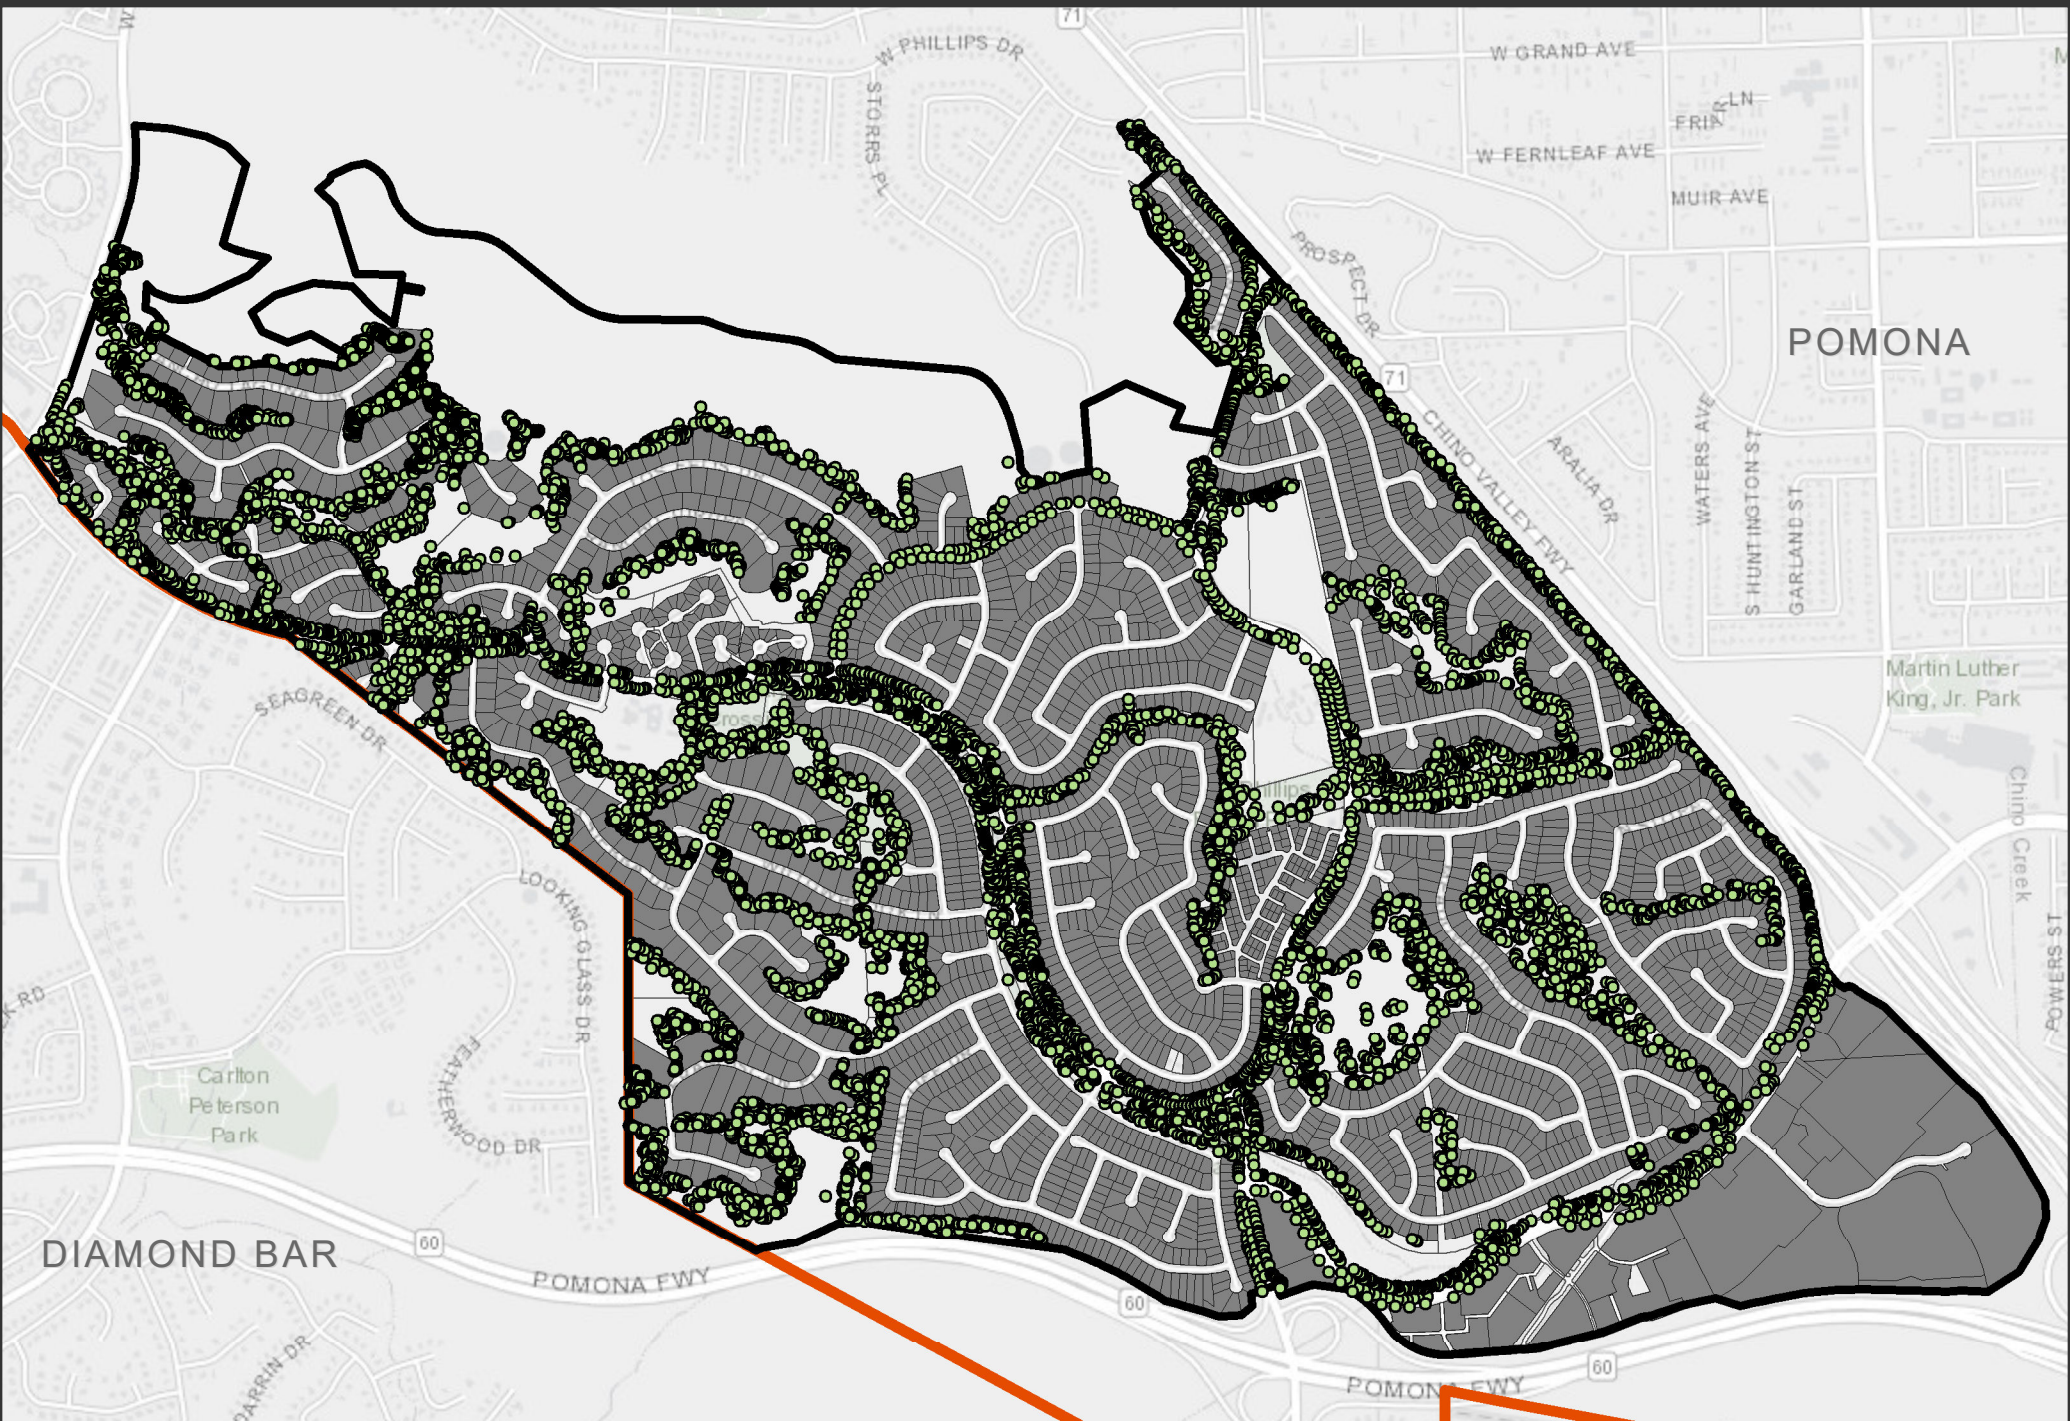 71
W PHILLIPS DR
W GRAND AVE
STORRS PL
LN
W FERNLEAF AVE
MUIR AVE
PROSPECT DR
POMONA
71
CHINO VALLEY FWY
ARALIA DR
WATERS AVE
S HUNTINGTON ST
GARLAND ST
Martin Luther
King, Jr. Park
SEAGREEN DR
Chino Creek
LOOKING GLASS DR
POWERS ST
RD
FEATHERWOOD DR
Carlton
Peterson
Park
DIAMOND BAR
60
POMONA FWY
60
60
POMONA FWY
DARRIN DR